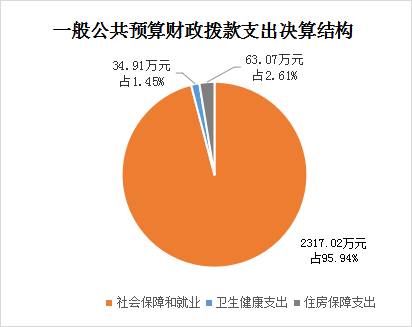 一般公共预算财政拨款支出决算结构
34.91万元
占1.45%
63.07万元
占2.61%
2317.02万元
占95.94%
社会保障和就业 卫生健康支出 住房保障支出